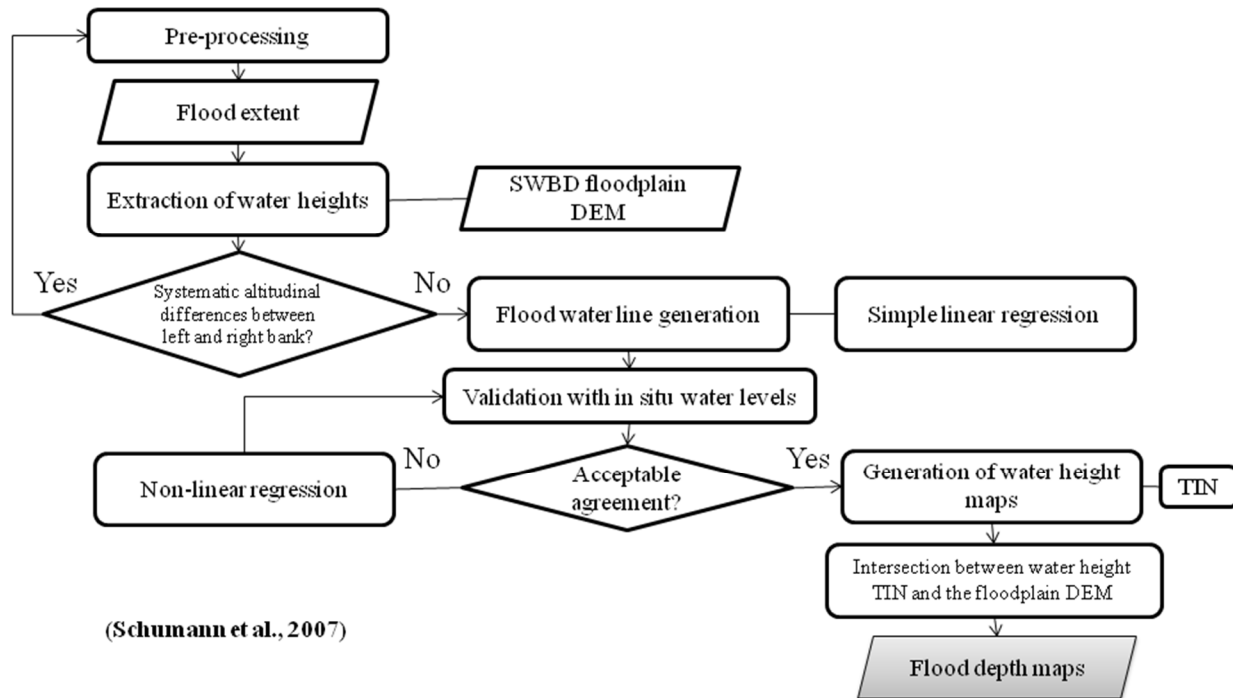 Pre-processing
Flood extent
Extraction of water heights
SWBD floodplain
DEM
Yes
Systematic altitudinal
differences between
left and right bank?
No
Flood water line generation
Simple linear regression
Validation with in situ water levels
Non-linear regression
No
Acceptable
agreement?
Yes
Generation of water height
maps
TIN
Intersection between water height
TIN and the floodplain DEM
(Schumann et al., 2007)
Flood depth maps